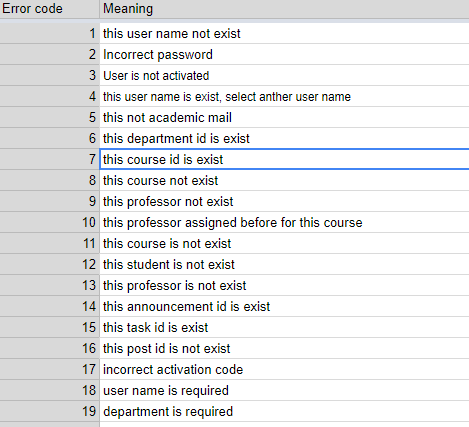 Error code Meaning
1 this user name not exist
2 Incorrect password
3 User is not activated
4 this user name is exist, select anther user name
5 this not academic mail
6 this department id is exist
7 this course id is exist
8 this course not exist
9 this professor not exist
10 this professor assigned before for this course
11 this course is not exist
12 this student is not exist
13 this professor is not exist
14 this announcement id is exist
15 this task id is exist
16 this post id is not exist
17 incorrect activation code
18 user name is required
19 department is required